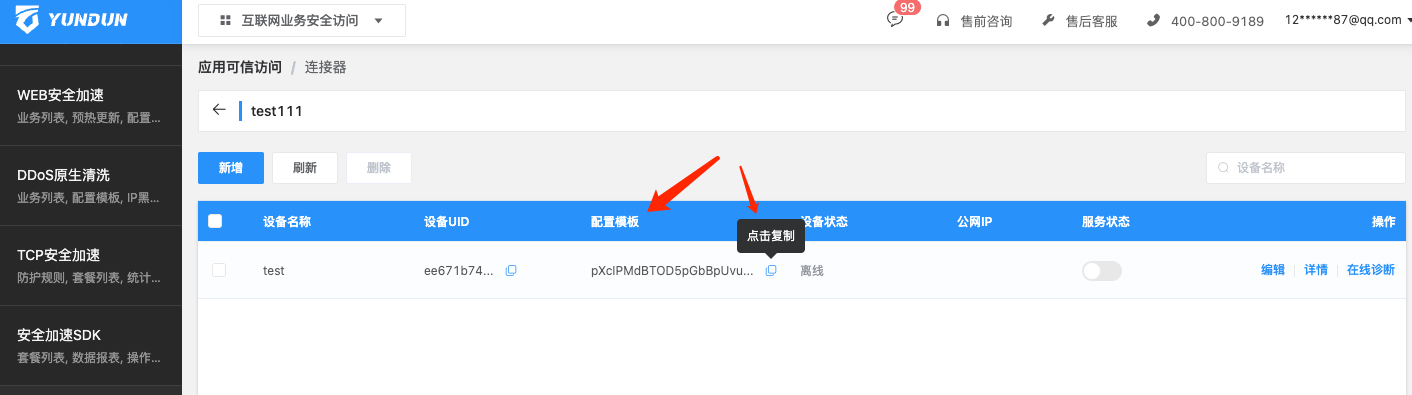 YUNDUN
互联网业务安全访问
99
售前咨询
售后客服
400-800-9189
12******87@qq.com
应用可信访问 / 连接器
WEB安全加速
业务列表, 预热更新, 配置...
test111
DDoS原生清洗
业务列表, 配置模板, IP黑...
新增
刷新
删除
设备名称
设备名称
设备UID
配置模板
点击复制
设备状态
公网IP
服务状态
操作
TCP安全加速
防护规则, 套餐列表, 统计...
test
ee671b74...
pXclPMdBTOD5pGbBpUvu...
离线
编辑
详情
在线诊断
安全加速SDK
套餐列表, 数据报表, 操作...